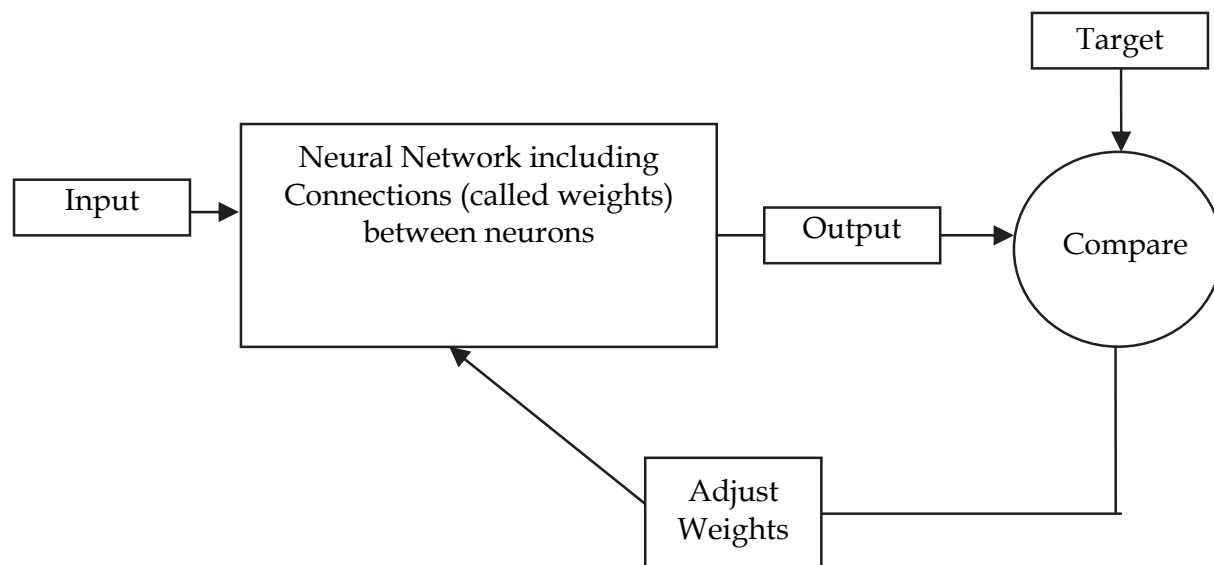 Target
Neural Network including
Connections (called weights)
between neurons
Input
Output
Compare
Adjust
Weights